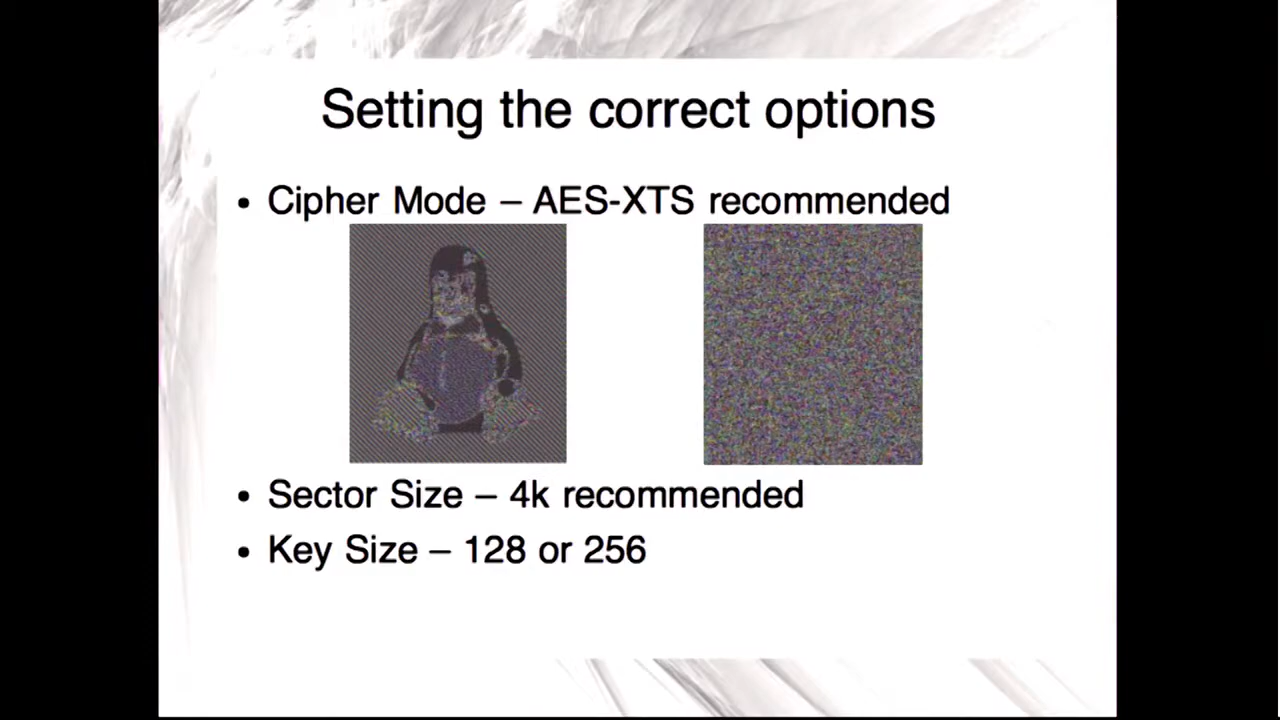 Setting the correct options
• Cipher Mode – AES-XTS recommended
• Sector Size – 4k recommended
• Key Size – 128 or 256